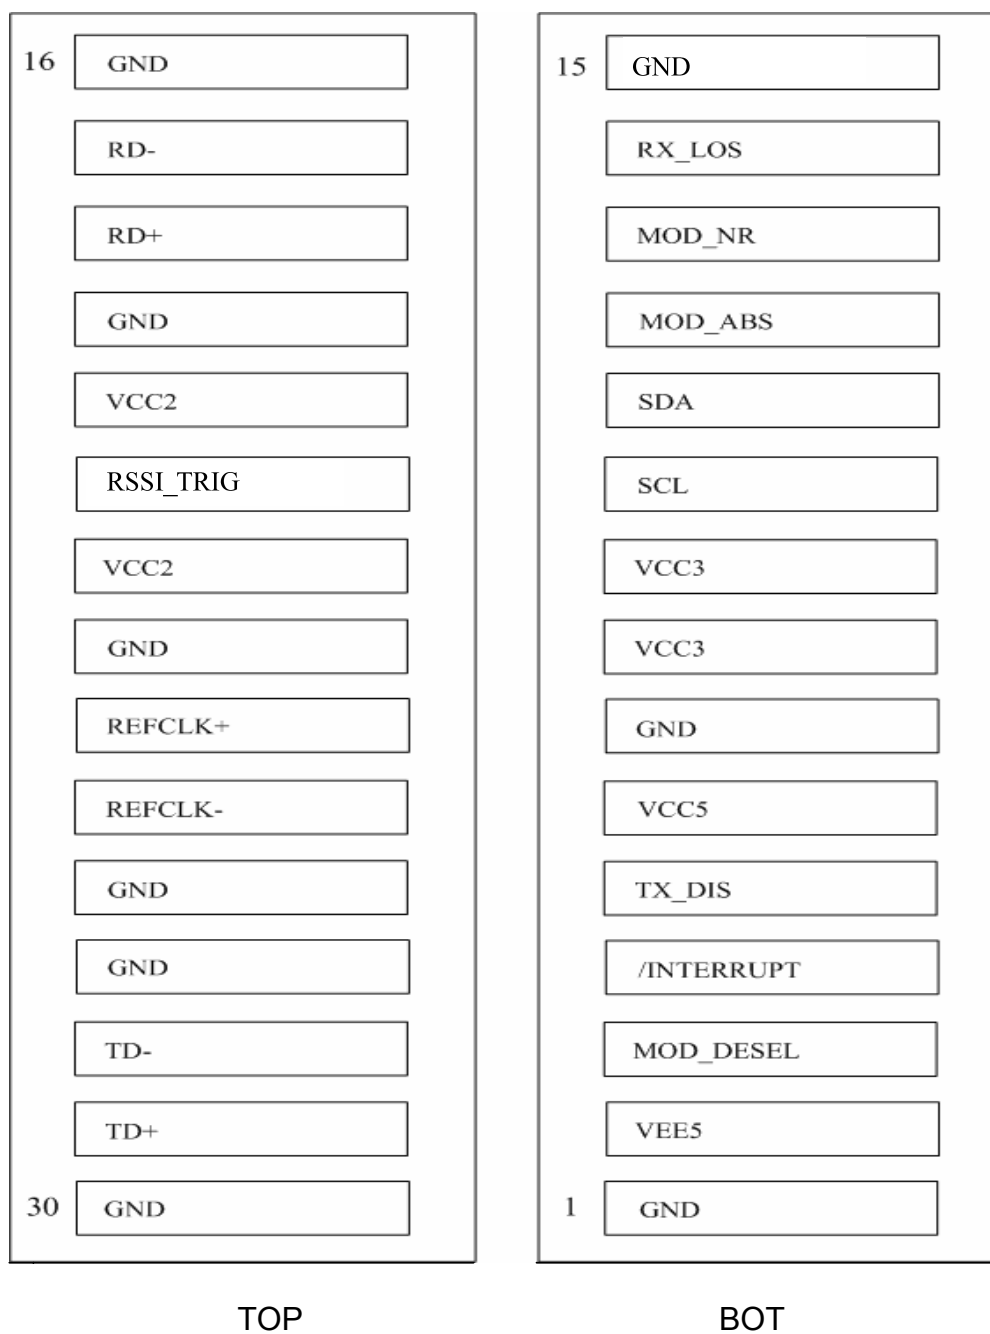 16 GND
RD-
RD+
GND
VCC2
RSSI_TRIG
VCC2
GND
REFCLK+
REFCLK-
GND
GND
TD-
TD+
30 GND
TOP
15 GND
RX_LOS
MOD_NR
MOD_ABS
SDA
SCL
VCC3
VCC3
GND
VCC5
TX_DIS
/INTERRUPT
MOD_DESEL
VEE5
1 GND
BOT